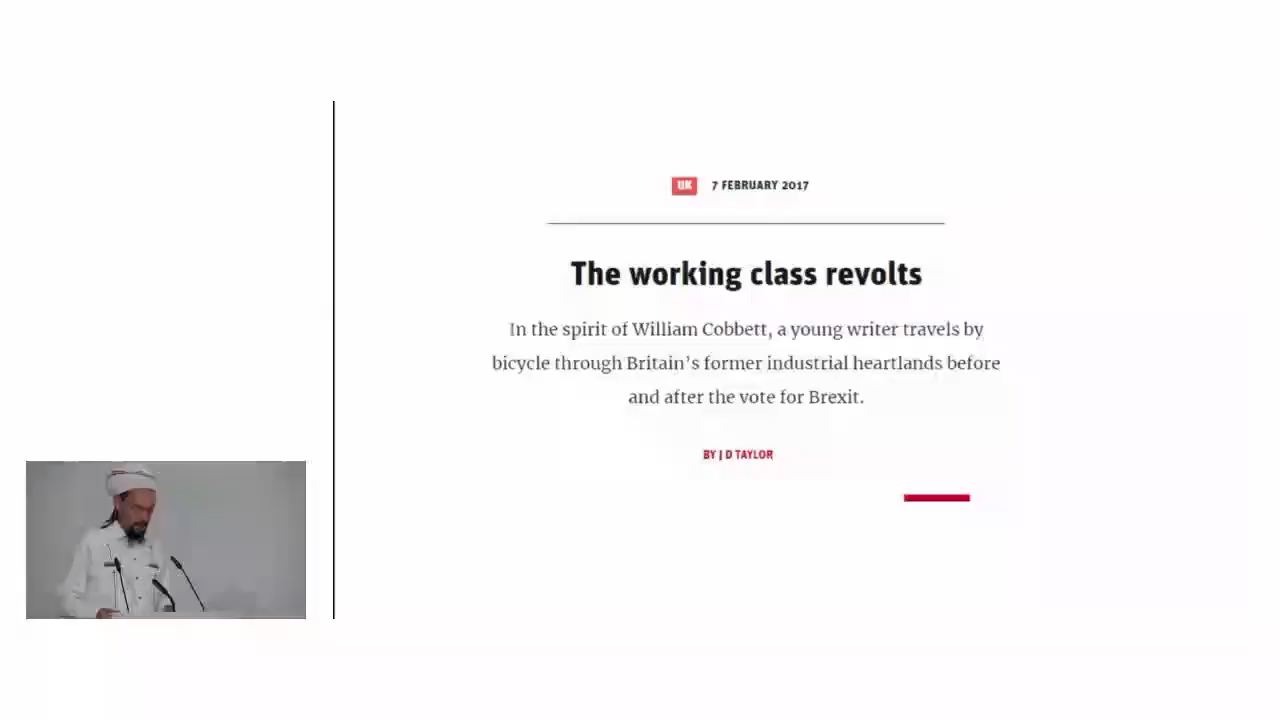 UK 7 FEBRUARY 2017
The working class revolts
In the spirit of William Cobbett, a young writer travels by
bicycle through Britain's former industrial heartlands before
and after the vote for Brexit.
BY J D TAYLOR